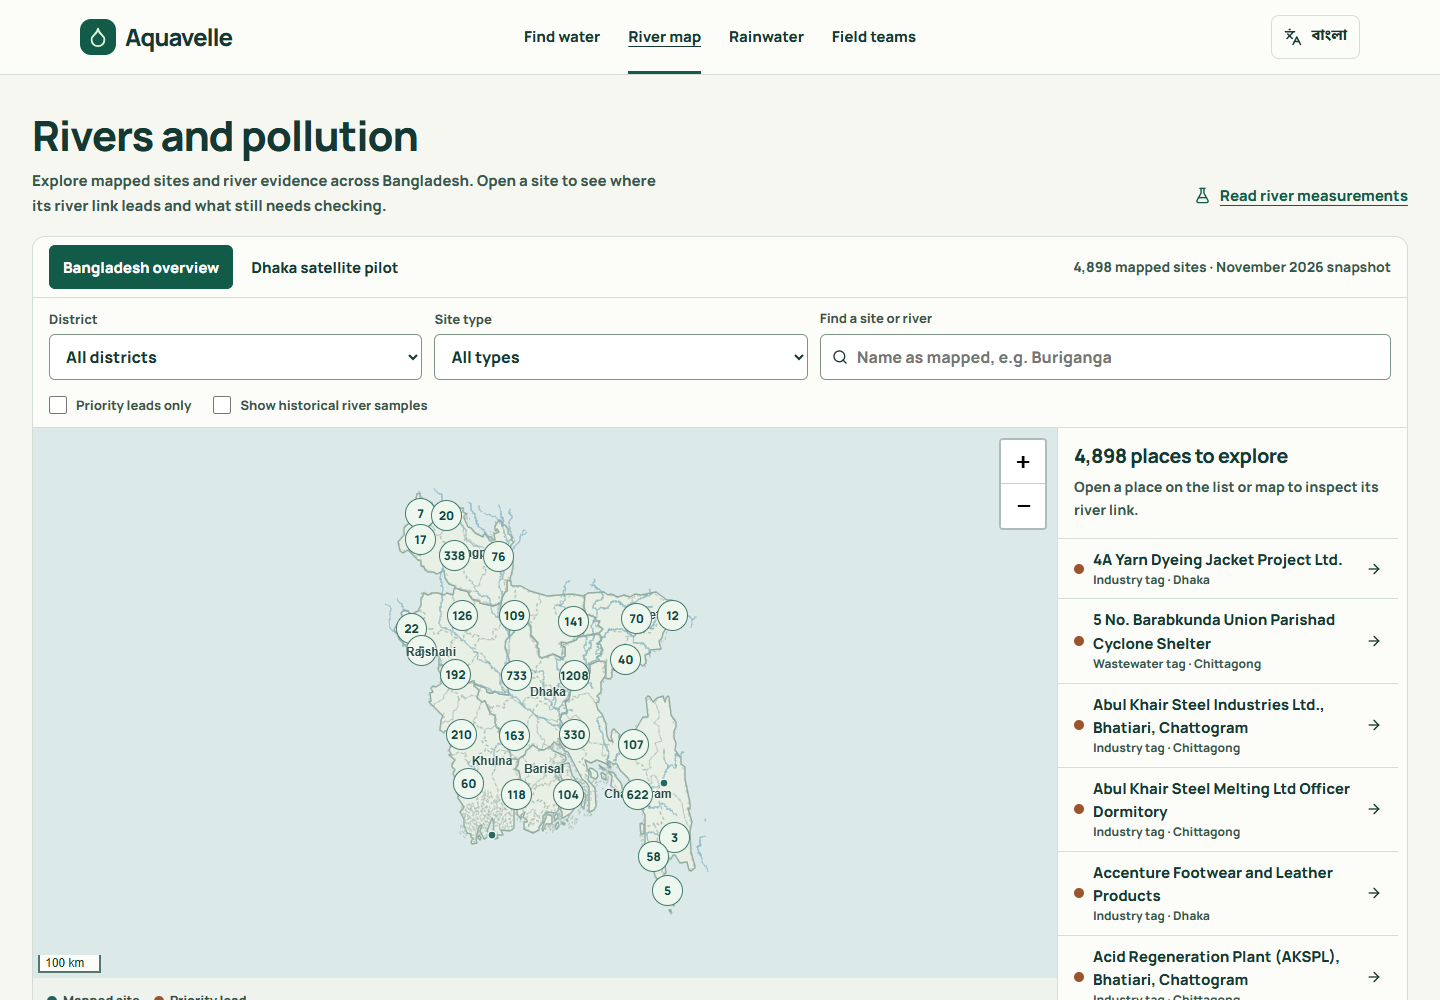 Aquavelle
Find water
River map
Rainwater
Field teams
বাংলা
Rivers and pollution
Explore mapped sites and river evidence across Bangladesh. Open a site to see where
its river link leads and what still needs checking.
Read river measurements
Bangladesh overview
Dhaka satellite pilot
4,898 mapped sites · November 2026 snapshot
District
Site type
Find a site or river
All districts
All types
Name as mapped, e.g. Buriganga
Priority leads only
Show historical river samples
+
−
7
20
17
338
76
126
109
141
70
12
22
Rajshahi
40
192
733
1208
Dhaka
210
163
330
107
Khulna
Barisal
60
118
104
622
3
58
5
100 km
Mapped site
Priority lead
4,898 places to explore
Open a place on the list or map to inspect its
river link.
4A Yarn Dyeing Jacket Project Ltd.
Industry tag · Dhaka
5 No. Barabkunda Union Parishad
Cyclone Shelter
Wastewater tag · Chittagong
Abul Khair Steel Industries Ltd.,
Bhatiari, Chattogram
Industry tag · Chittagong
Abul Khair Steel Melting Ltd Officer
Dormitory
Industry tag · Chittagong
Accenture Footwear and Leather
Products
Industry tag · Dhaka
Acid Regeneration Plant (AKSPL),
Bhatiari, Chattogram
Industry tag · Chittagong